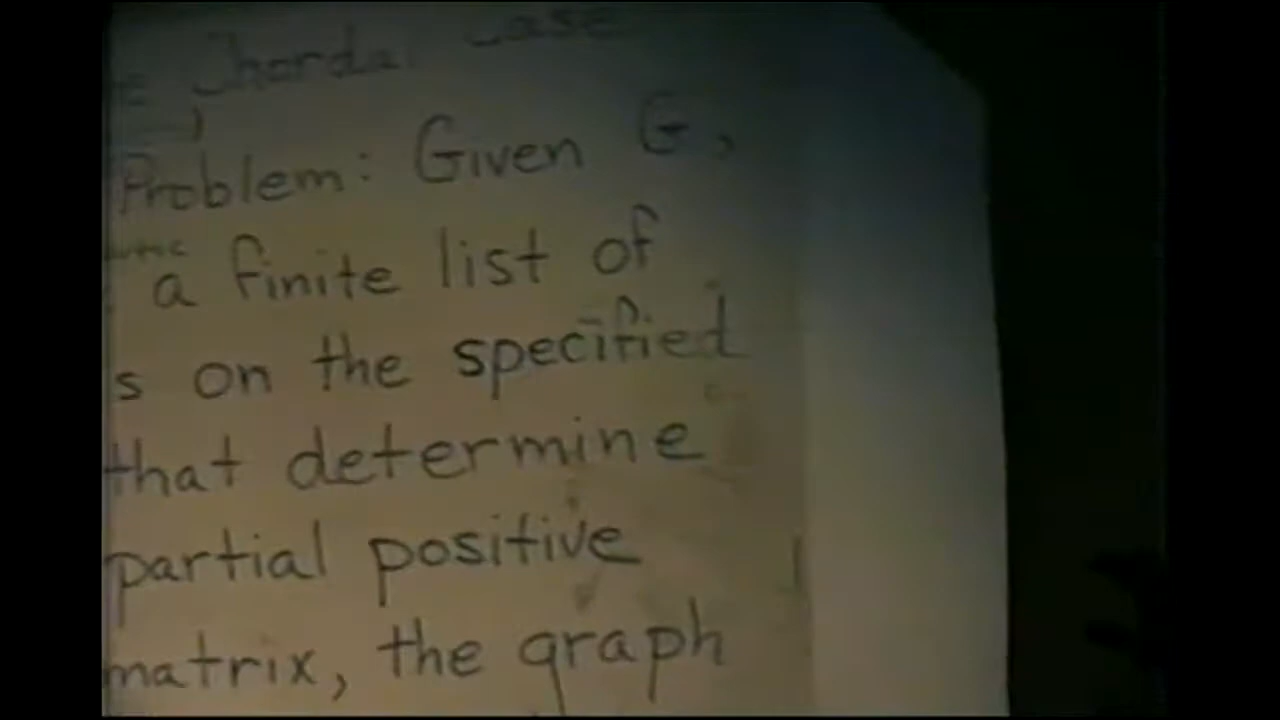 Chordal Case
Problem: Given G,
a finite list of
s on the specified
that determine
partial positive
matrix, the graph